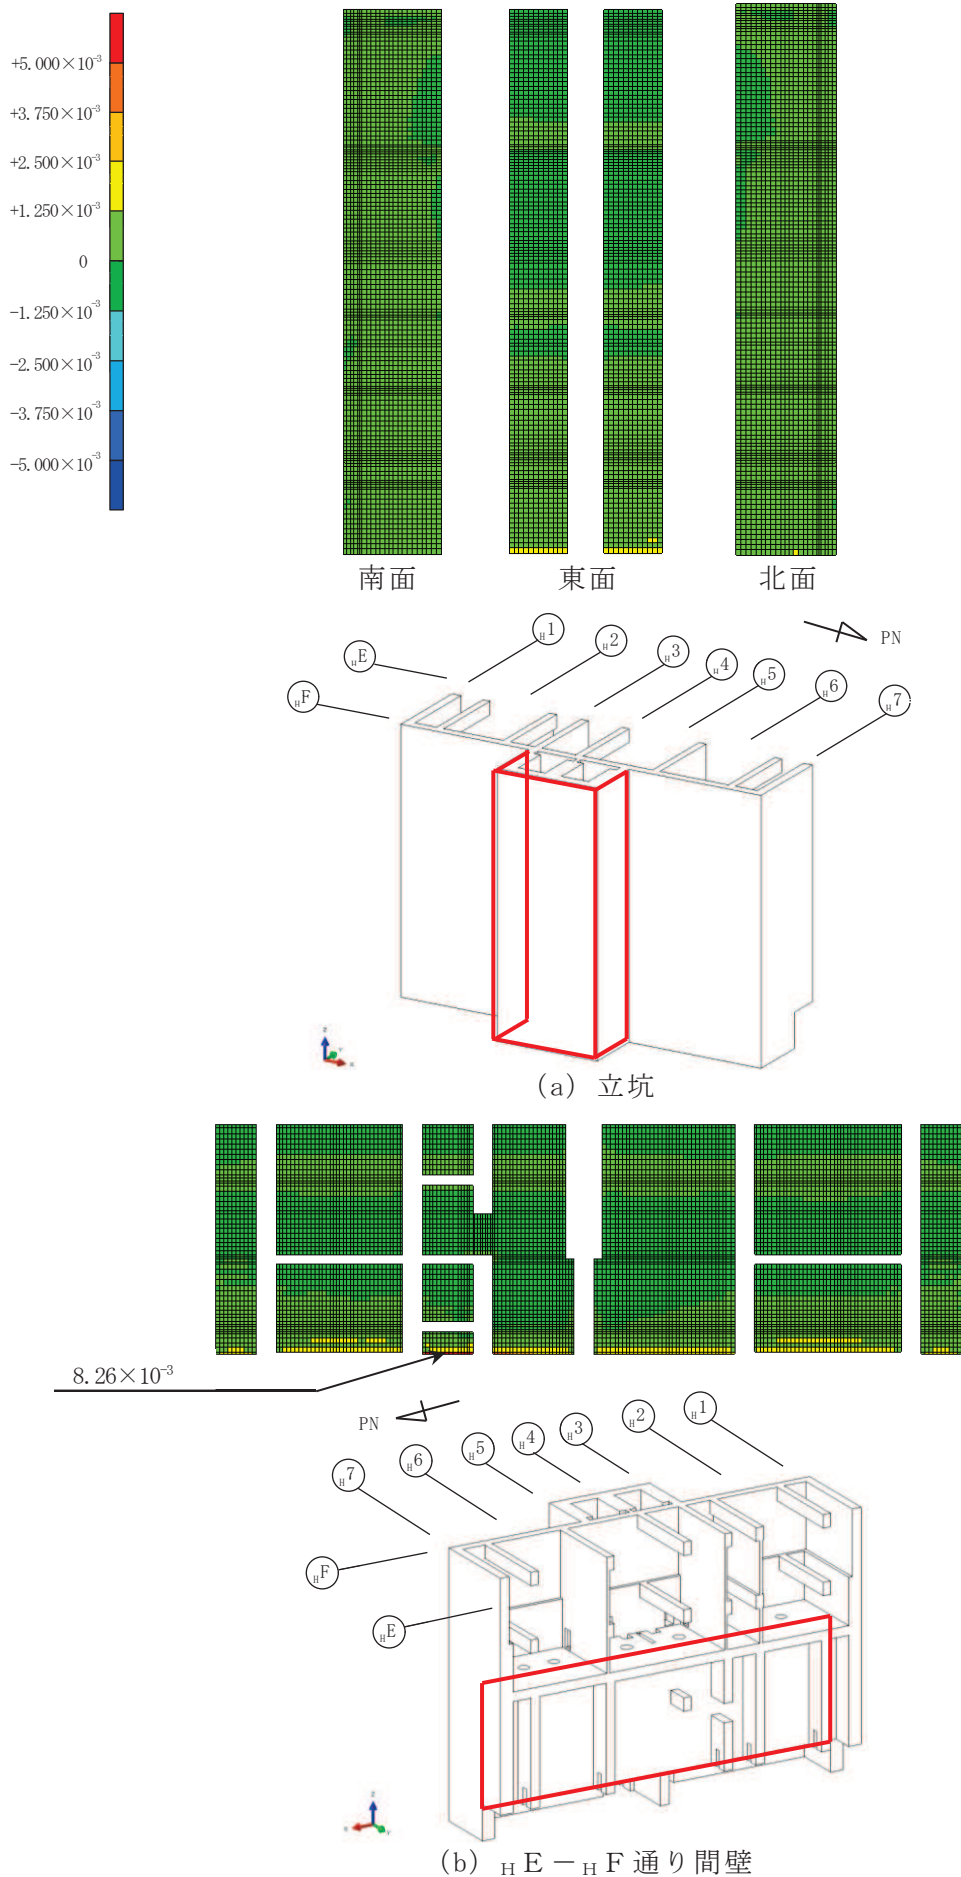 +5.000×10⁻³
+3.750×10⁻³
+2.500×10⁻³
+1.250×10⁻³
0
−1.250×10⁻³
−2.500×10⁻³
−3.750×10⁻³
−5.000×10⁻³
南面 東面 北面
PN
HF HE H1 H2 H3 H4 H5 H6 H7
Z Y X
(a) 立坑
8.26×10⁻³
PN
H7 H6 H5 H4 H3 H2 H1
HF
HE
Z X Y
(b) HE－HF通り間壁